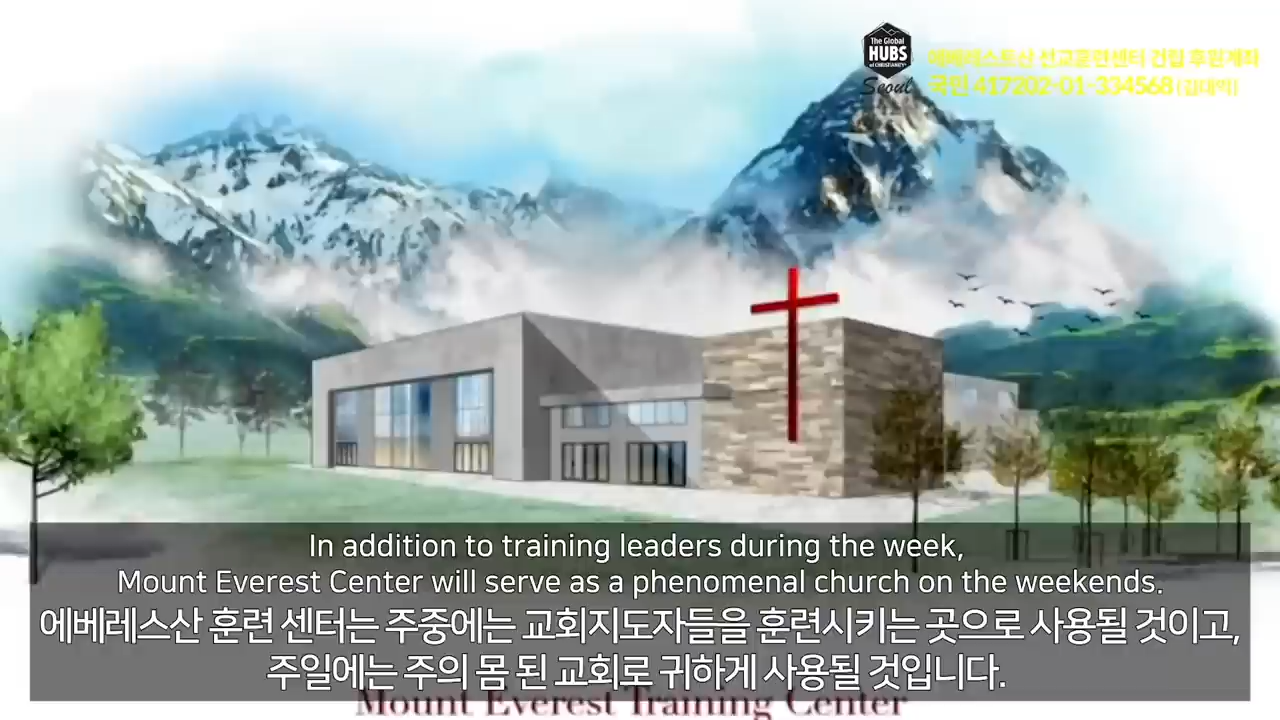 The Global
HUBS
of CHRISTIANITY
Seoul
에베레스트산 선교훈련센터 건립 후원계좌
국민 417202-01-334568 (김대덕)
In addition to training leaders during the week,
Mount Everest Center will serve as a phenomenal church on the weekends.
에베레스산 훈련 센터는 주중에는 교회지도자들을 훈련시키는 곳으로 사용될 것이고,
주일에는 주의 몸 된 교회로 귀하게 사용될 것입니다.
Mount Everest Training Center